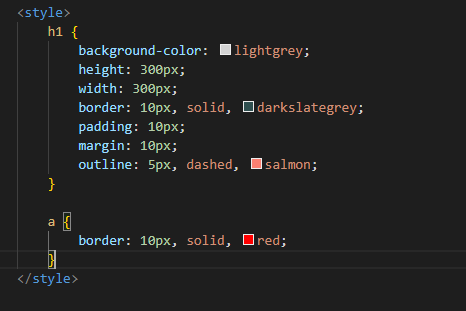 <style>
h1 {
background-color: lightgrey;
height: 300px;
width: 300px;
border: 10px, solid, darkslategrey;
padding: 10px;
margin: 10px;
outline: 5px, dashed, salmon;
}
a {
border: 10px, solid, red;
}
</style>